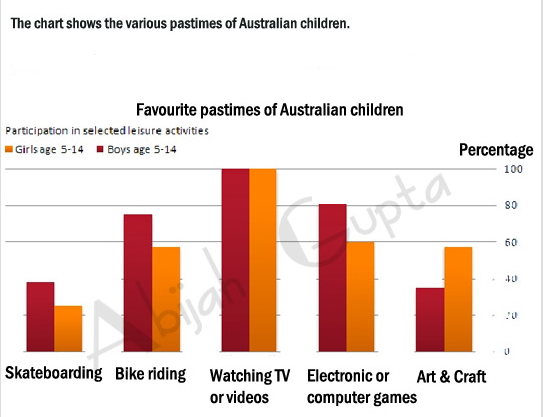 The chart shows the various pastimes of Australian children.
Favourite pastimes of Australian children
Participation in selected leisure activities
Girls age 5-14 Boys age 5-14
Percentage
100
80
60
40
20
0
Abijah Gupta
Skateboarding Bike riding Watching TV or videos Electronic or computer games Art & Craft